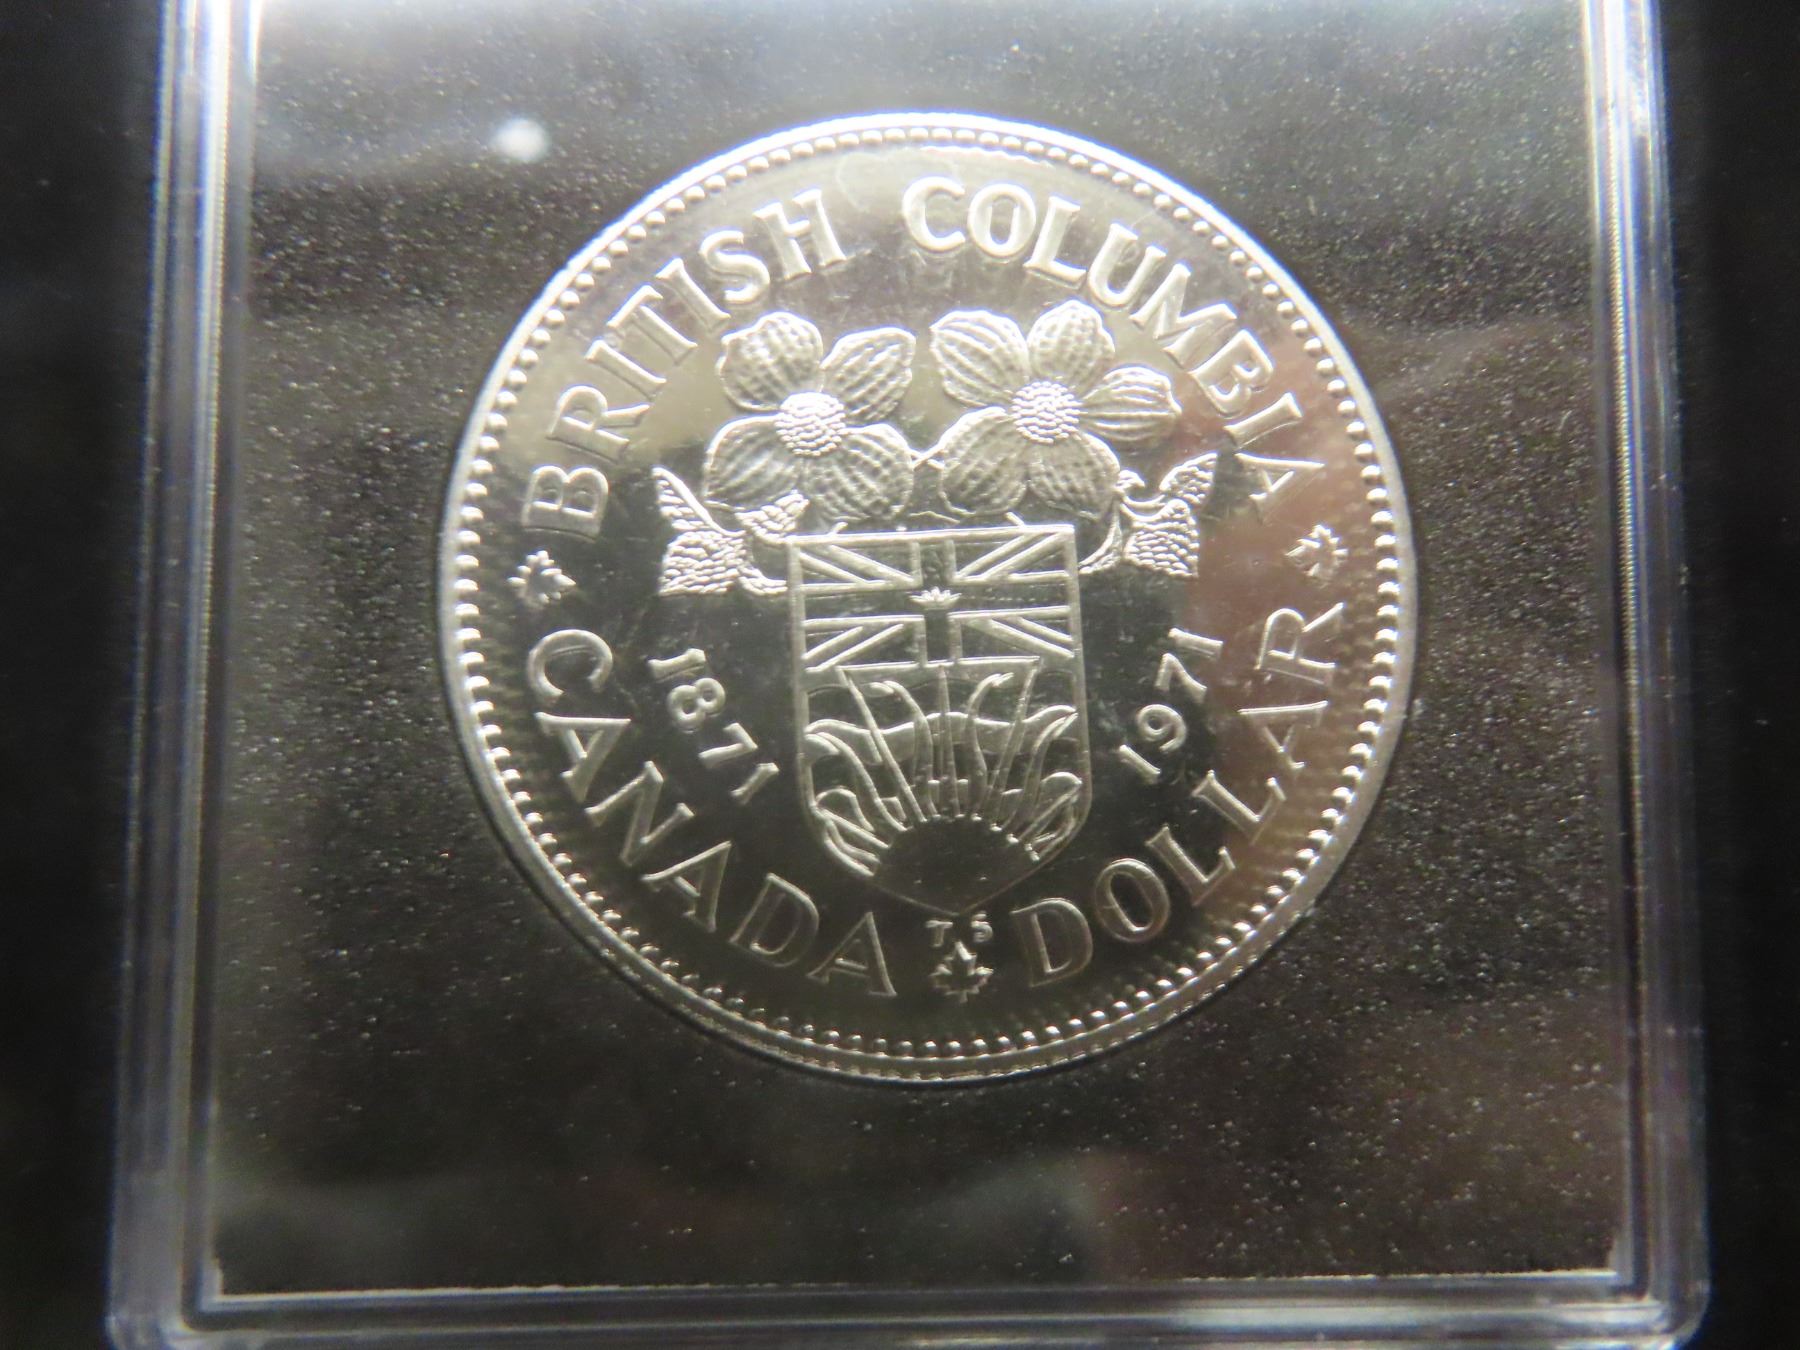 BRITISH COLUMBIA
1871 1971
TS
CANADA DOLLAR